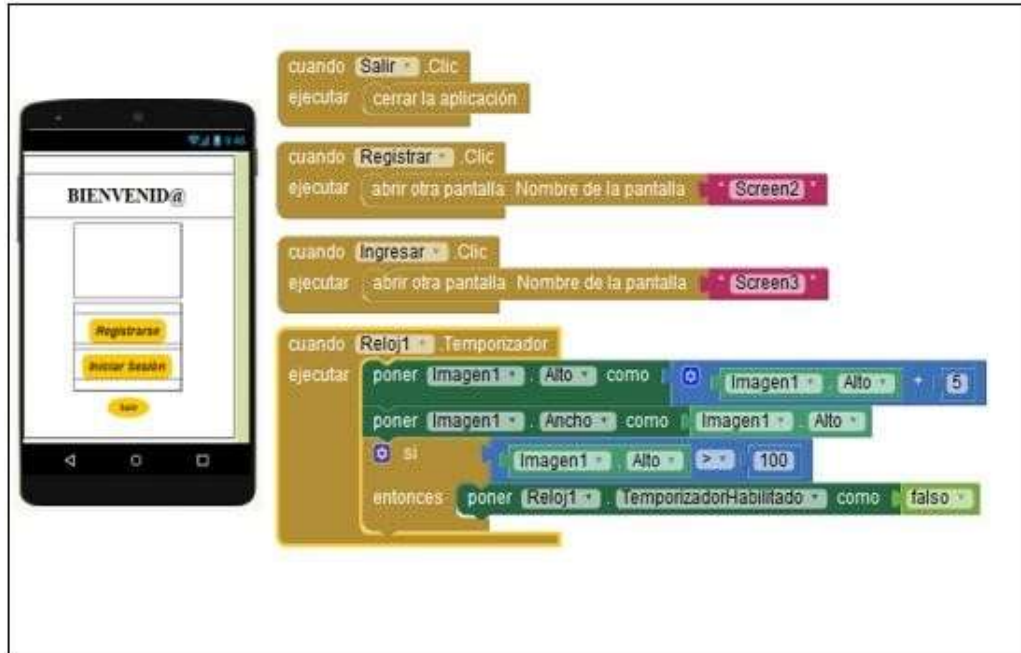 BIENVENID@
Registrarse
Iniciar Sesión
Salir
cuando Salir .Clic
ejecutar cerrar la aplicación
cuando Registrar .Clic
ejecutar abrir otra pantalla Nombre de la pantalla " Screen2 "
cuando Ingresar .Clic
ejecutar abrir otra pantalla Nombre de la pantalla " Screen3 "
cuando Reloj1 .Temporizador
ejecutar poner Imagen1 . Alto como Imagen1 . Alto + 5
poner Imagen1 . Ancho como Imagen1 . Alto
si Imagen1 . Alto > 100
entonces poner Reloj1 . TemporizadorHabilitado como falso